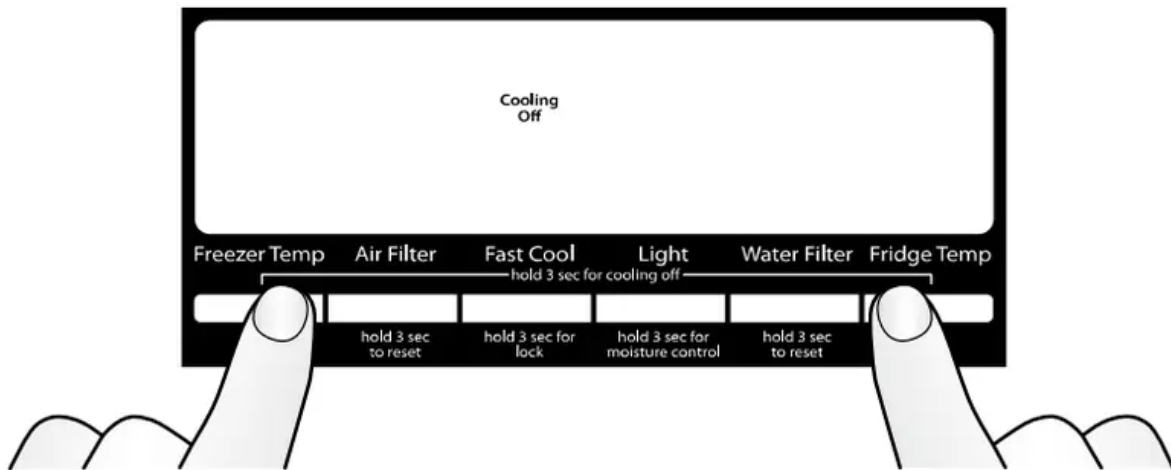 Cooling
Off
Freezer Temp Air Filter Fast Cool Light Water Filter Fridge Temp
hold 3 sec for cooling off
hold 3 sec hold 3 sec for hold 3 sec for hold 3 sec
to reset lock moisture control to reset